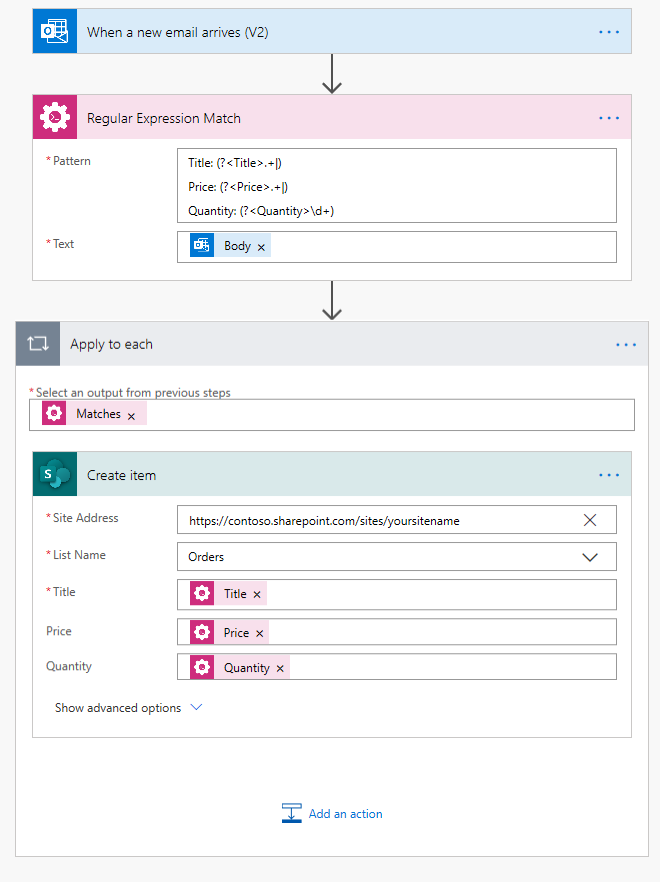 When a new email arrives (V2)
Regular Expression Match
* Pattern
Title: (?<Title>.+|)
Price: (?<Price>.+|)
Quantity: (?<Quantity>\d+)
* Text
Body ×
Apply to each
* Select an output from previous steps
Matches ×
S
Create item
* Site Address
https://contoso.sharepoint.com/sites/yoursitename
* List Name
Orders
* Title
Title ×
Price
Price ×
Quantity
Quantity ×
Show advanced options
Add an action